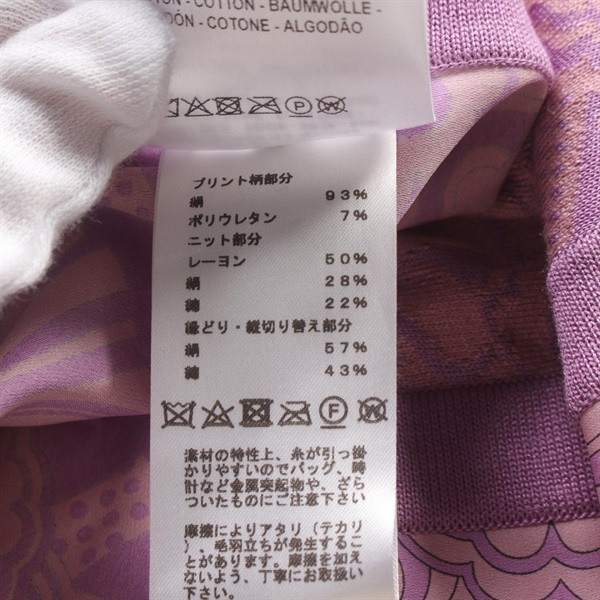 COTTON - BAUMWOLLE -
COTONE - ALGODÃO
P W
プリント柄部分
絹 93%
ポリウレタン 7%
ニット部分
レーヨン 50%
絹 28%
綿 22%
縁どり・縦切り替え部分
絹 57%
綿 43%
F W
素材の特性上、糸が引っ掛
かりやすいのでバッグ、時
計など金属突起物や、ざら
ついたものにご注意下さい
摩擦によりアタリ(テカリ
)、毛羽立ちが発生するこ
とがあります。摩擦を加え
ないよう、丁寧にお取扱い下さい